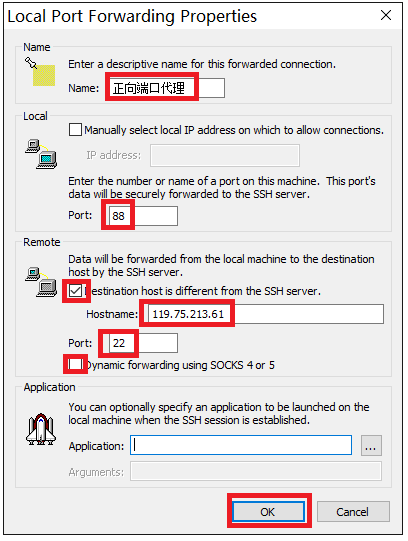 Local Port Forwarding Properties
Name
Enter a descriptive name for this forwarded connection.
Name: 正向端口代理
Local
Manually select local IP address on which to allow connections.
IP address:
Enter the number or name of a port on this machine. This port's
data will be securely forwarded to the SSH server.
Port: 88
Remote
Data will be forwarded from the local machine to the destination
host by the SSH server.
Destination host is different from the SSH server.
Hostname: 119.75.213.61
Port: 22
Dynamic forwarding using SOCKS 4 or 5
Application
You can optionally specify an application to be launched on the
local machine when the SSH session is established.
Application: ...
Arguments:
OK Cancel